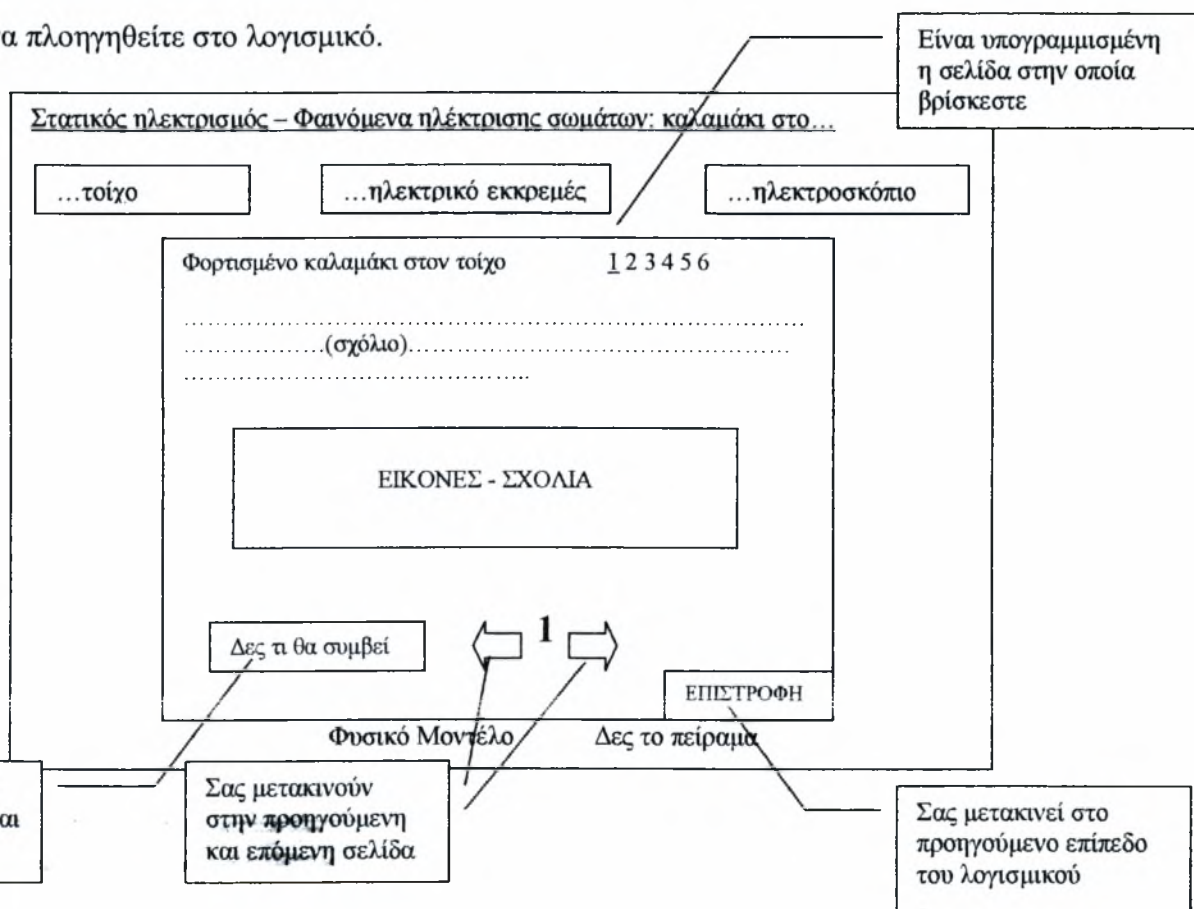 α πλοηγηθείτε στο λογισμικό.
Είναι υπογραμμισμένη
η σελίδα στην οποία
βρίσκεστε
Στατικός ηλεκτρισμός – Φαινόμενα ηλέκτρισης σωμάτων: καλαμάκι στο…
…τοίχο
…ηλεκτρικό εκκρεμές
…ηλεκτροσκόπιο
Φορτισμένο καλαμάκι στον τοίχο 1 2 3 4 5 6
(σχόλιο)
ΕΙΚΟΝΕΣ - ΣΧΟΛΙΑ
Δες τι θα συμβεί
1
ΕΠΙΣΤΡΟΦΗ
Φυσικό Μοντέλο Δες το πείραμα
αι
Σας μετακινούν
στην προηγούμενη
και επόμενη σελίδα
Σας μετακινεί στο
προηγούμενο επίπεδο
του λογισμικού